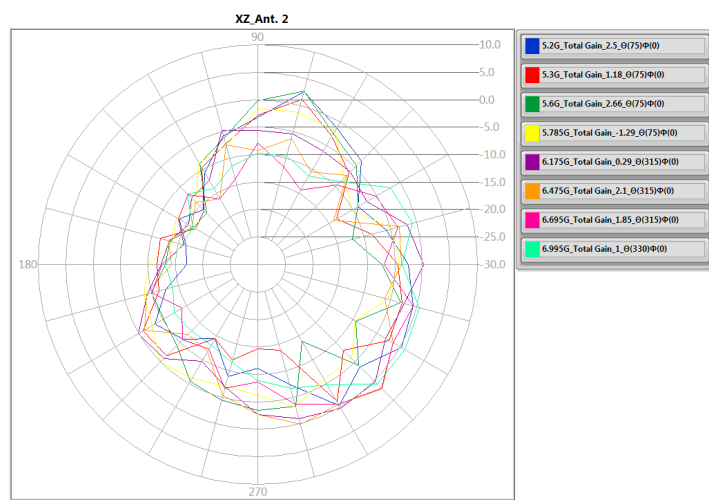 XZ_Ant. 2
90
10.0
5.0
0.0
-5.0
-10.0
-15.0
-20.0
-25.0
-30.0
180
270
5.2G_Total Gain_2.5_Θ(75)Φ(0)
5.3G_Total Gain_1.18_Θ(75)Φ(0)
5.6G_Total Gain_2.66_Θ(75)Φ(0)
5.785G_Total Gain_-1.29_Θ(75)Φ(0)
6.175G_Total Gain_0.29_Θ(315)Φ(0)
6.475G_Total Gain_2.1_Θ(315)Φ(0)
6.695G_Total Gain_1.85_Θ(315)Φ(0)
6.995G_Total Gain_1_Θ(330)Φ(0)